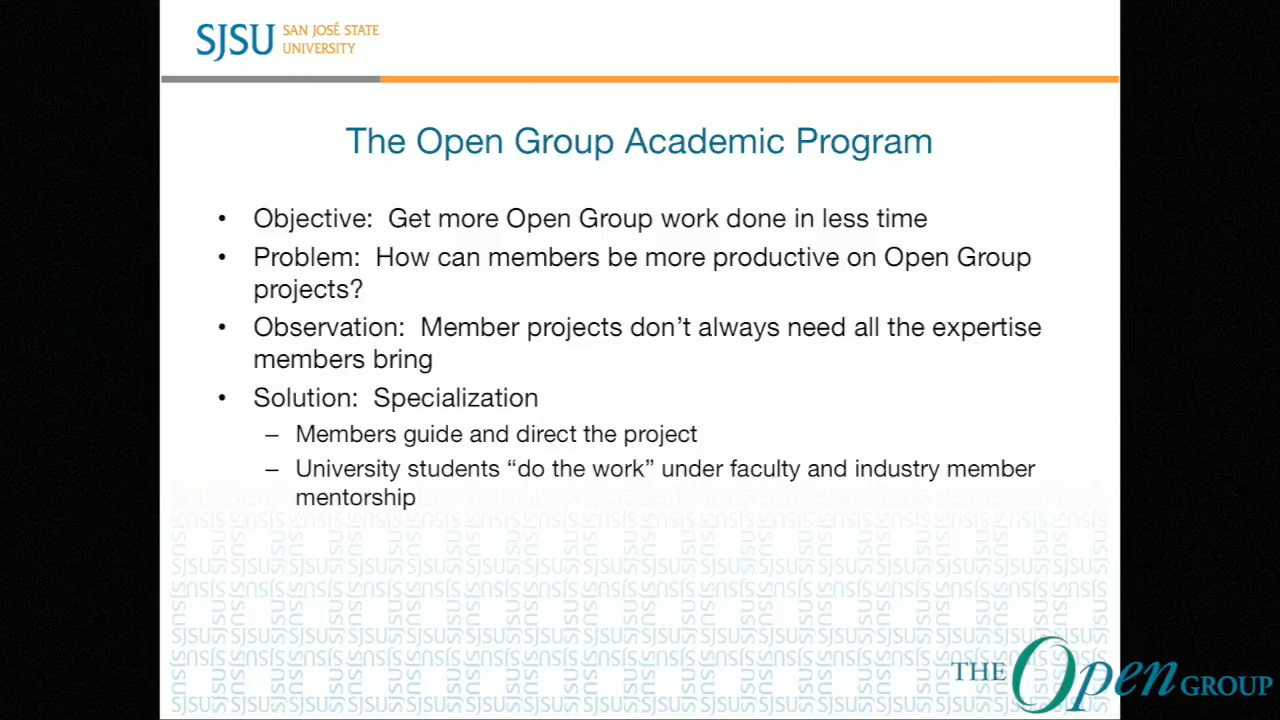 SJSU SAN JOSÉ STATE
UNIVERSITY
The Open Group Academic Program
• Objective: Get more Open Group work done in less time
• Problem: How can members be more productive on Open Group
projects?
• Observation: Member projects don't always need all the expertise
members bring
• Solution: Specialization
– Members guide and direct the project
– University students “do the work” under faculty and industry member
mentorship
THE Open GROUP